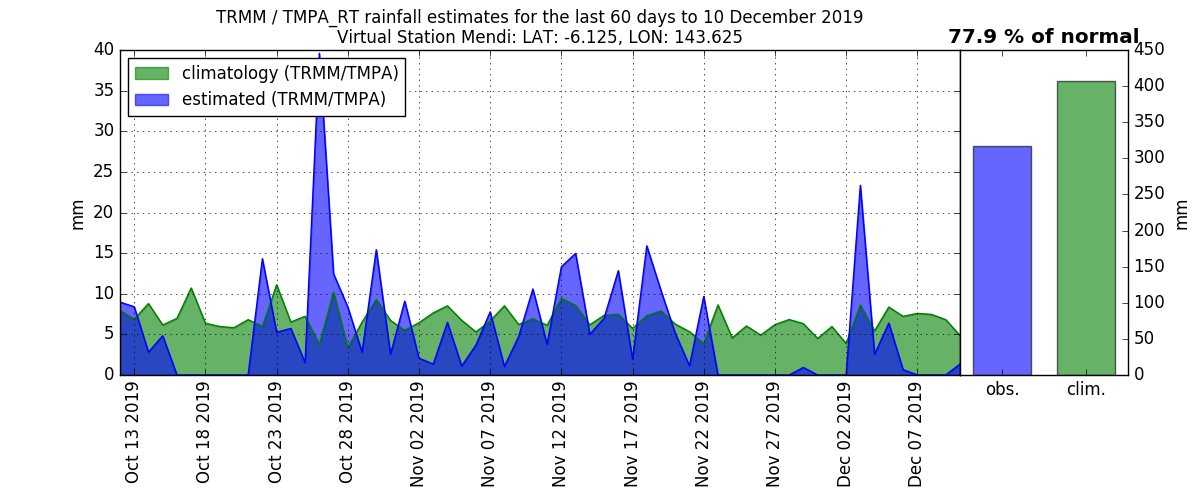 TRMM / TMPA_RT rainfall estimates for the last 60 days to 10 December 2019
Virtual Station Mendi: LAT: -6.125, LON: 143.625
77.9 % of normal
climatology (TRMM/TMPA)
estimated (TRMM/TMPA)
mm
40
35
30
25
20
15
10
5
0
Oct 13 2019
Oct 18 2019
Oct 23 2019
Oct 28 2019
Nov 02 2019
Nov 07 2019
Nov 12 2019
Nov 17 2019
Nov 22 2019
Nov 27 2019
Dec 02 2019
Dec 07 2019
450
400
350
300
250
200
150
100
50
0
mm
obs.
clim.